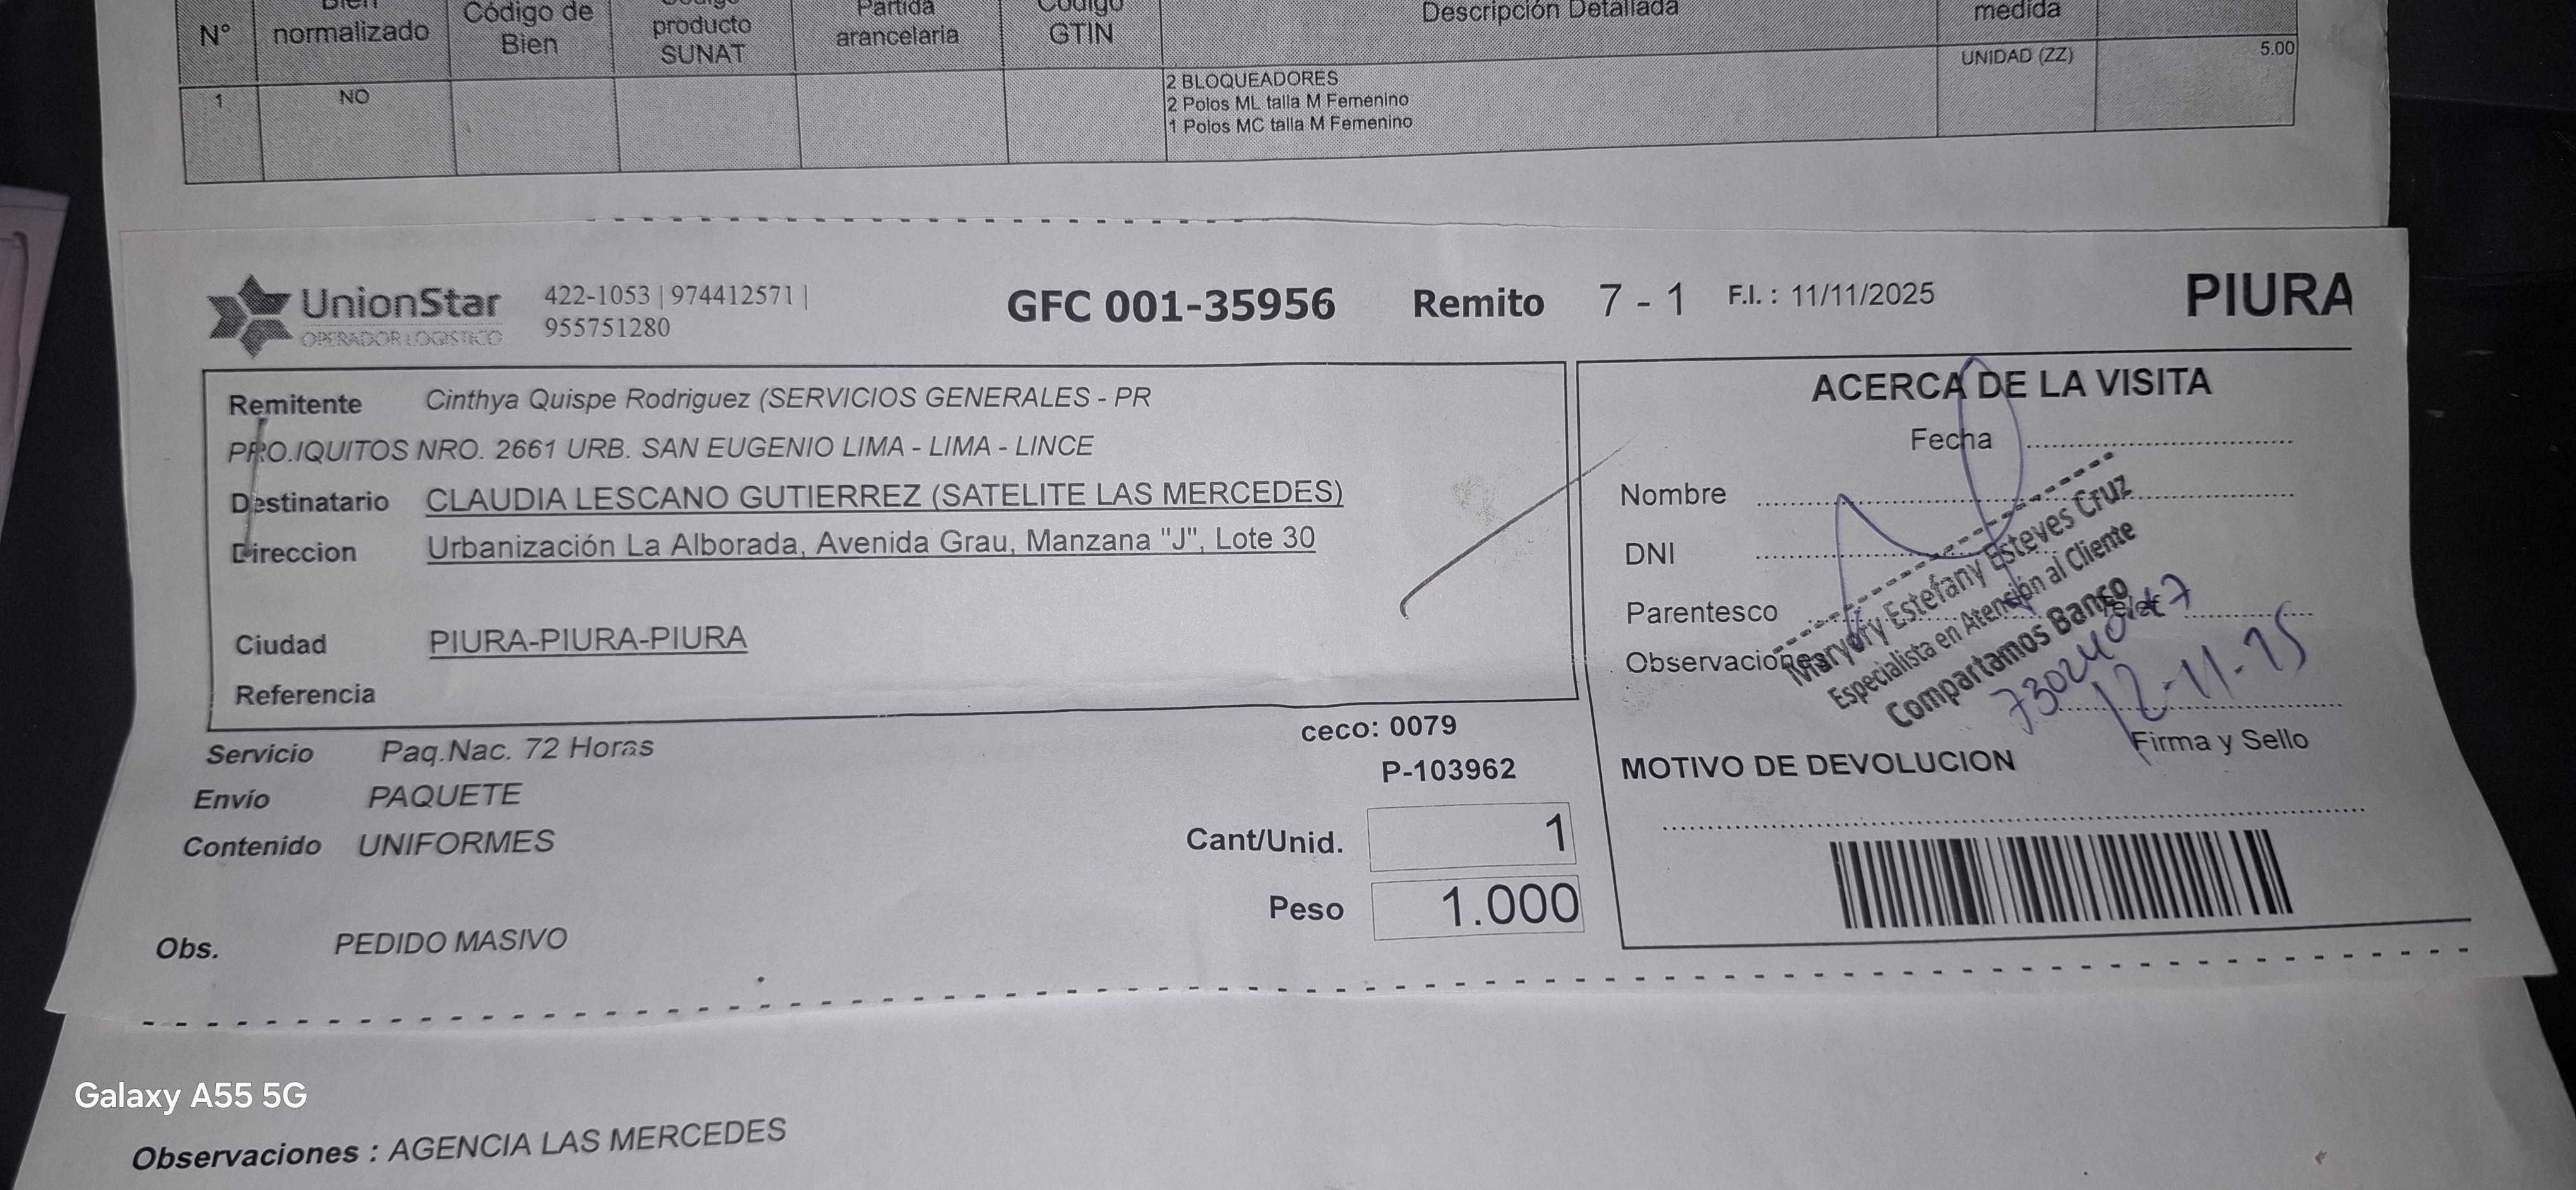 N° normalizado Código de Bien producto SUNAT Partida arancelaria Código GTIN Descripción Detallada medida
1 NO 2 BLOQUEADORES UNIDAD (ZZ) 5.00
2 Polos ML talla M Femenino
1 Polos MC talla M Femenino
UnionStar 422-1053 | 974412571 | GFC 001-35956 Remito 7 - 1 F.I. : 11/11/2025 PIURA
OPERADOR LOGISTICO 955751280
Remitente Cinthya Quispe Rodriguez (SERVICIOS GENERALES - PR
PRO.IQUITOS NRO. 2661 URB. SAN EUGENIO LIMA - LIMA - LINCE
Destinatario CLAUDIA LESCANO GUTIERREZ (SATELITE LAS MERCEDES)
Direccion Urbanización La Alborada, Avenida Grau, Manzana "J", Lote 30
Ciudad PIURA-PIURA-PIURA
Referencia
ACERCA DE LA VISITA
Fecha
Nombre
DNI
Parentesco Telef
Observaciones
Maryory Estefany Esteves Cruz
Especialista en Atención al Cliente
Compartamos Banco
12-11-25
Firma y Sello
MOTIVO DE DEVOLUCION
Servicio Paq.Nac. 72 Horas
ceco: 0079
P-103962
Envío PAQUETE
Contenido UNIFORMES
Cant/Unid. 1
Peso 1.000
Obs. PEDIDO MASIVO
Galaxy A55 5G
Observaciones : AGENCIA LAS MERCEDES